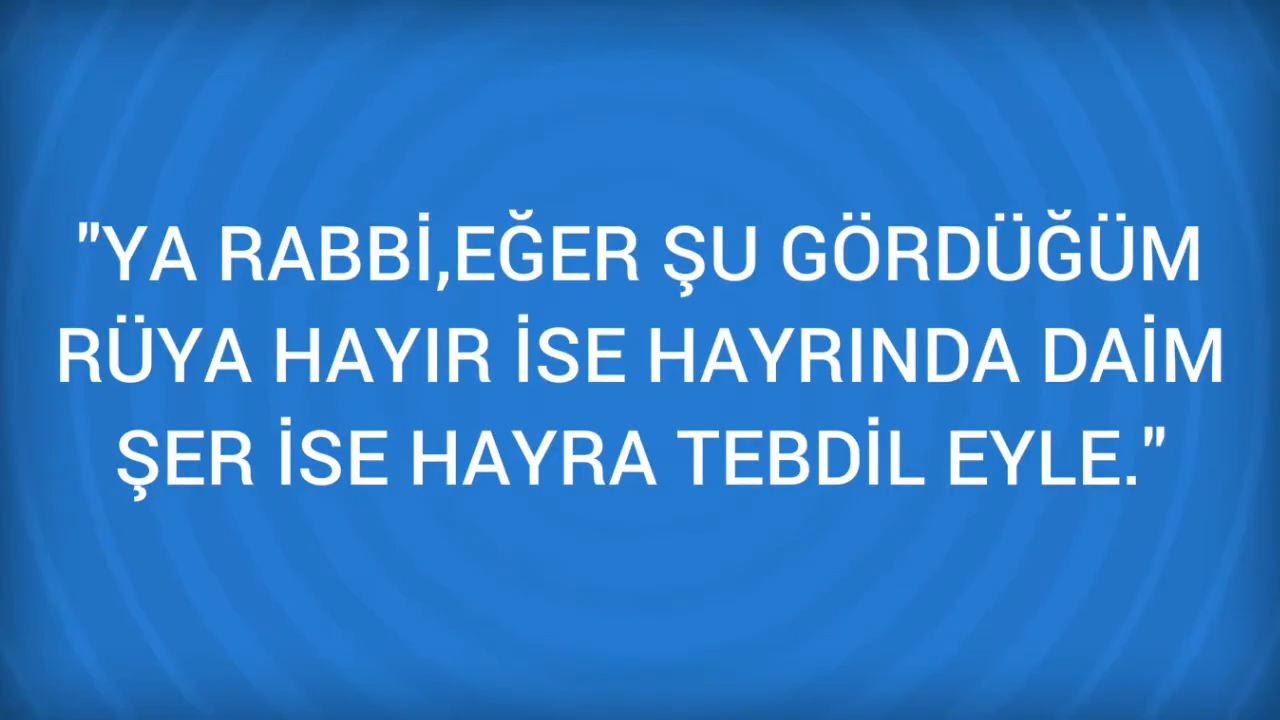 "YA RABBİ,EĞER ŞU GÖRDÜĞÜM
RÜYA HAYIR İSE HAYRINDA DAİM
ŞER İSE HAYRA TEBDİL EYLE."